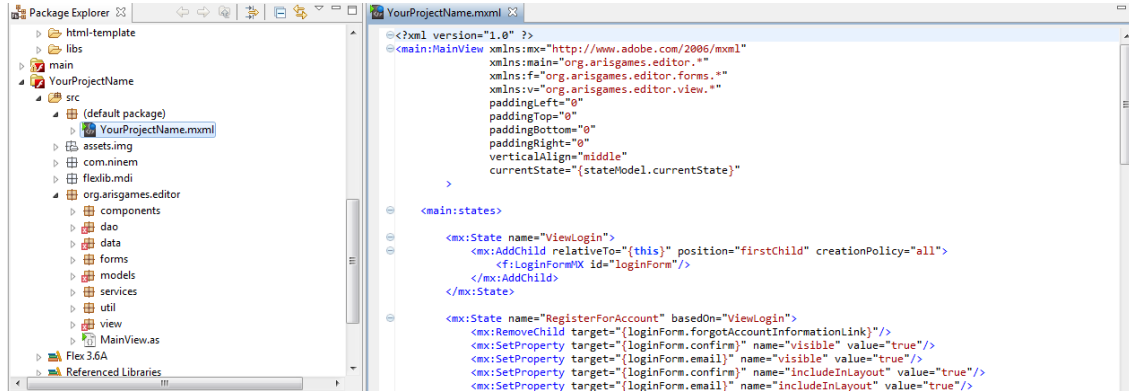 Package Explorer
html-template
libs
main
YourProjectName
src
(default package)
YourProjectName.mxml
assets.img
com.ninem
flexlib.mdi
org.arisgames.editor
components
dao
data
forms
models
services
util
view
MainView.as
Flex 3.6A
Referenced Libraries
YourProjectName.mxml
<?xml version="1.0" ?>
<main:MainView xmlns:mx="http://www.adobe.com/2006/mxml"
xmlns:main="org.arisgames.editor.*"
xmlns:f="org.arisgames.editor.forms.*"
xmlns:v="org.arisgames.editor.view.*"
paddingLeft="0"
paddingTop="0"
paddingBottom="0"
paddingRight="0"
verticalAlign="middle"
currentState="{stateModel.currentState}"
>
<main:states>
<mx:State name="ViewLogin">
<mx:AddChild relativeTo="{this}" position="firstChild" creationPolicy="all">
<f:LoginFormMX id="loginForm"/>
</mx:AddChild>
</mx:State>
<mx:State name="RegisterForAccount" basedOn="ViewLogin">
<mx:RemoveChild target="{loginForm.forgotAccountInformationLink}"/>
<mx:SetProperty target="{loginForm.confirm}" name="visible" value="true"/>
<mx:SetProperty target="{loginForm.email}" name="visible" value="true"/>
<mx:SetProperty target="{loginForm.confirm}" name="includeInLayout" value="true"/>
<mx:SetProperty target="{loginForm.email}" name="includeInLayout" value="true"/>